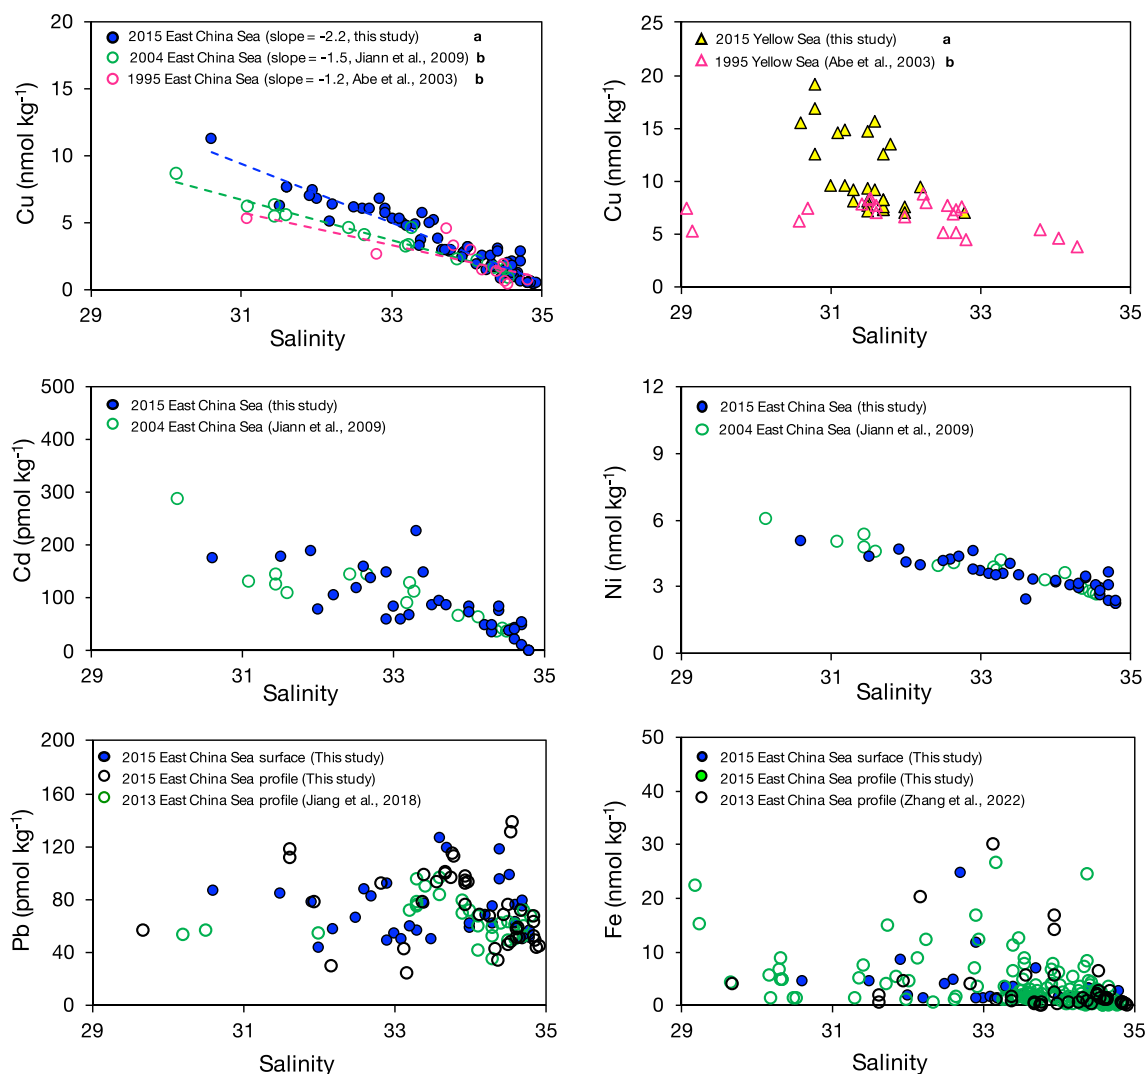 20
2015 East China Sea (slope = -2.2, this study) a
2004 East China Sea (slope = -1.5, Jiann et al., 2009) b
1995 East China Sea (slope = -1.2, Abe et al., 2003) b
15
10
5
0
Cu (nmol kg-1)
29 31 33 35
Salinity
25
2015 Yellow Sea (this study) a
1995 Yellow Sea (Abe et al., 2003) b
20
15
10
5
0
Cu (nmol kg-1)
29 31 33 35
Salinity
500
2015 East China Sea (this study)
2004 East China Sea (Jiann et al., 2009)
400
300
200
100
0
Cd (pmol kg-1)
29 31 33 35
Salinity
12
2015 East China Sea (this study)
2004 East China Sea (Jiann et al., 2009)
9
6
3
0
Ni (nmol kg-1)
29 31 33 35
Salinity
200
2015 East China Sea surface (This study)
2015 East China Sea profile (This study)
2013 East China Sea profile (Jiang et al., 2018)
160
120
80
40
0
Pb (pmol kg-1)
29 31 33 35
Salinity
50
2015 East China Sea surface (This study)
2015 East China Sea profile (This study)
2013 East China Sea profile (Zhang et al., 2022)
40
30
20
10
0
Fe (nmol kg-1)
29 31 33 35
Salinity